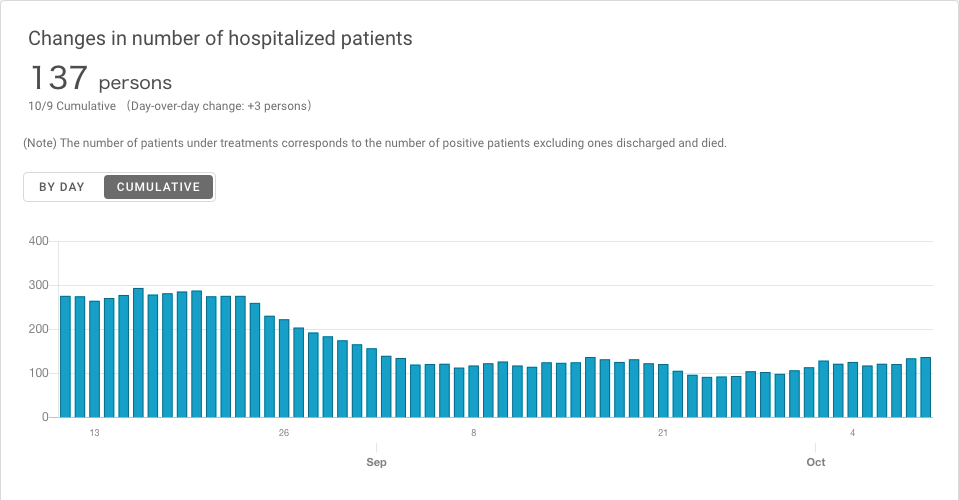 Changes in number of hospitalized patients
137 persons
10/9 Cumulative （Day-over-day change: +3 persons）
(Note) The number of patients under treatments corresponds to the number of positive patients excluding ones discharged and died.
BY DAY CUMULATIVE
400
300
200
100
0
13 26 8 21 4
Sep Oct